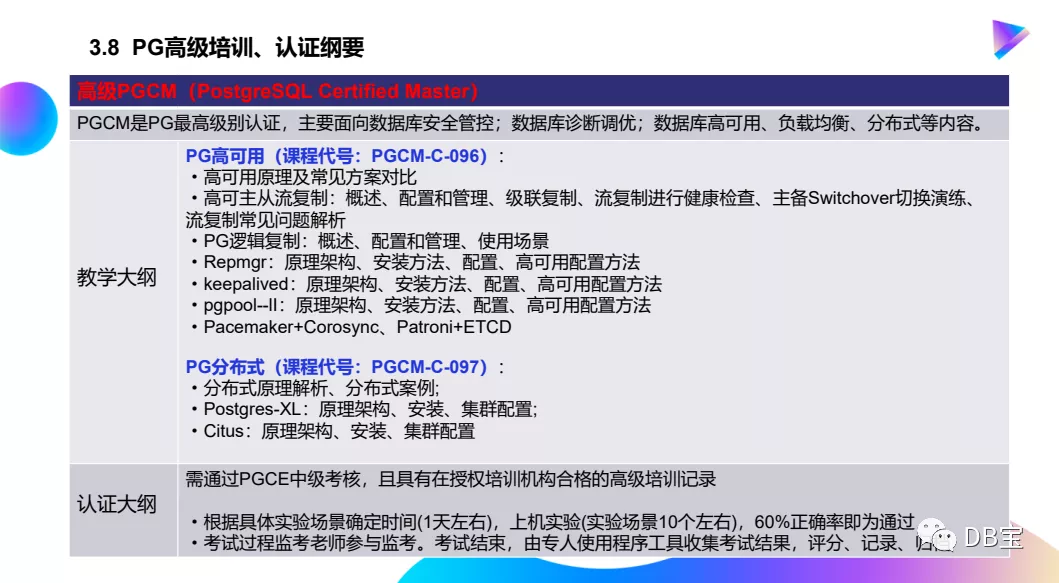 3.8 PG高级培训、认证纲要
高级PGCM（PostgreSQL Certified Master）
PGCM是PG最高级别认证，主要面向数据库安全管控；数据库诊断调优；数据库高可用、负载均衡、分布式等内容。
教学大纲
PG高可用（课程代号：PGCM-C-096）：
・高可用原理及常见方案对比
・高可主从流复制：概述、配置和管理、级联复制、流复制进行健康检查、主备Switchover切换演练、
流复制常见问题解析
・PG逻辑复制：概述、配置和管理、使用场景
・Repmgr：原理架构、安装方法、配置、高可用配置方法
・keepalived：原理架构、安装方法、配置、高可用配置方法
・pgpool--II：原理架构、安装方法、配置、高可用配置方法
・Pacemaker+Corosync、Patroni+ETCD
PG分布式（课程代号：PGCM-C-097）：
・分布式原理解析、分布式案例;
・Postgres-XL：原理架构、安装、集群配置;
・Citus：原理架构、安装、集群配置
认证大纲
需通过PGCE中级考核，且具有在授权培训机构合格的高级培训记录
・根据具体实验场景确定时间(1天左右)，上机实验(实验场景10个左右)，60%正确率即为通过
・考试过程监考老师参与监考。考试结束，由专人使用程序工具收集考试结果，评分、记录、
DB宝